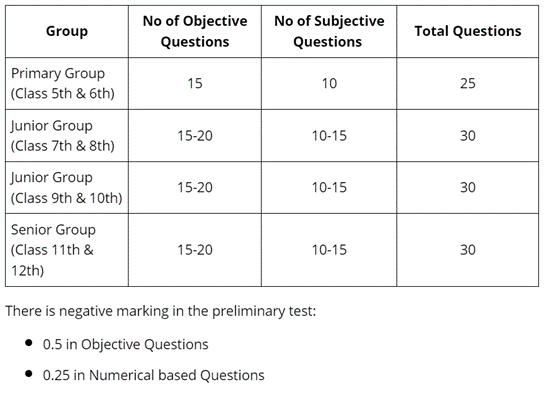 Group
No of Objective
Questions
No of Subjective
Questions
Total Questions
Primary Group
(Class 5th & 6th)
15
10
25
Junior Group
(Class 7th & 8th)
15-20
10-15
30
Junior Group
(Class 9th & 10th)
15-20
10-15
30
Senior Group
(Class 11th &
12th)
15-20
10-15
30
There is negative marking in the preliminary test:
0.5 in Objective Questions
0.25 in Numerical based Questions